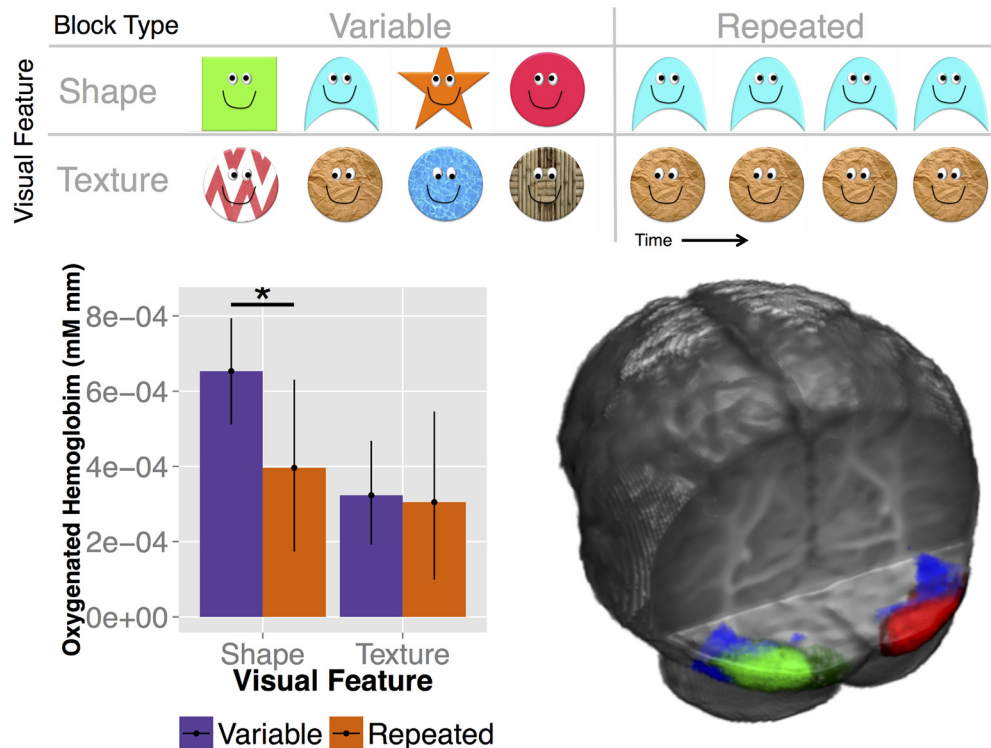 Block Type Variable Repeated
Visual Feature
Shape
Texture
Time
Oxygenated Hemoglobim (mM mm)
*
8e−04
6e−04
4e−04
2e−04
0e+00
Shape Texture
Visual Feature
Variable Repeated